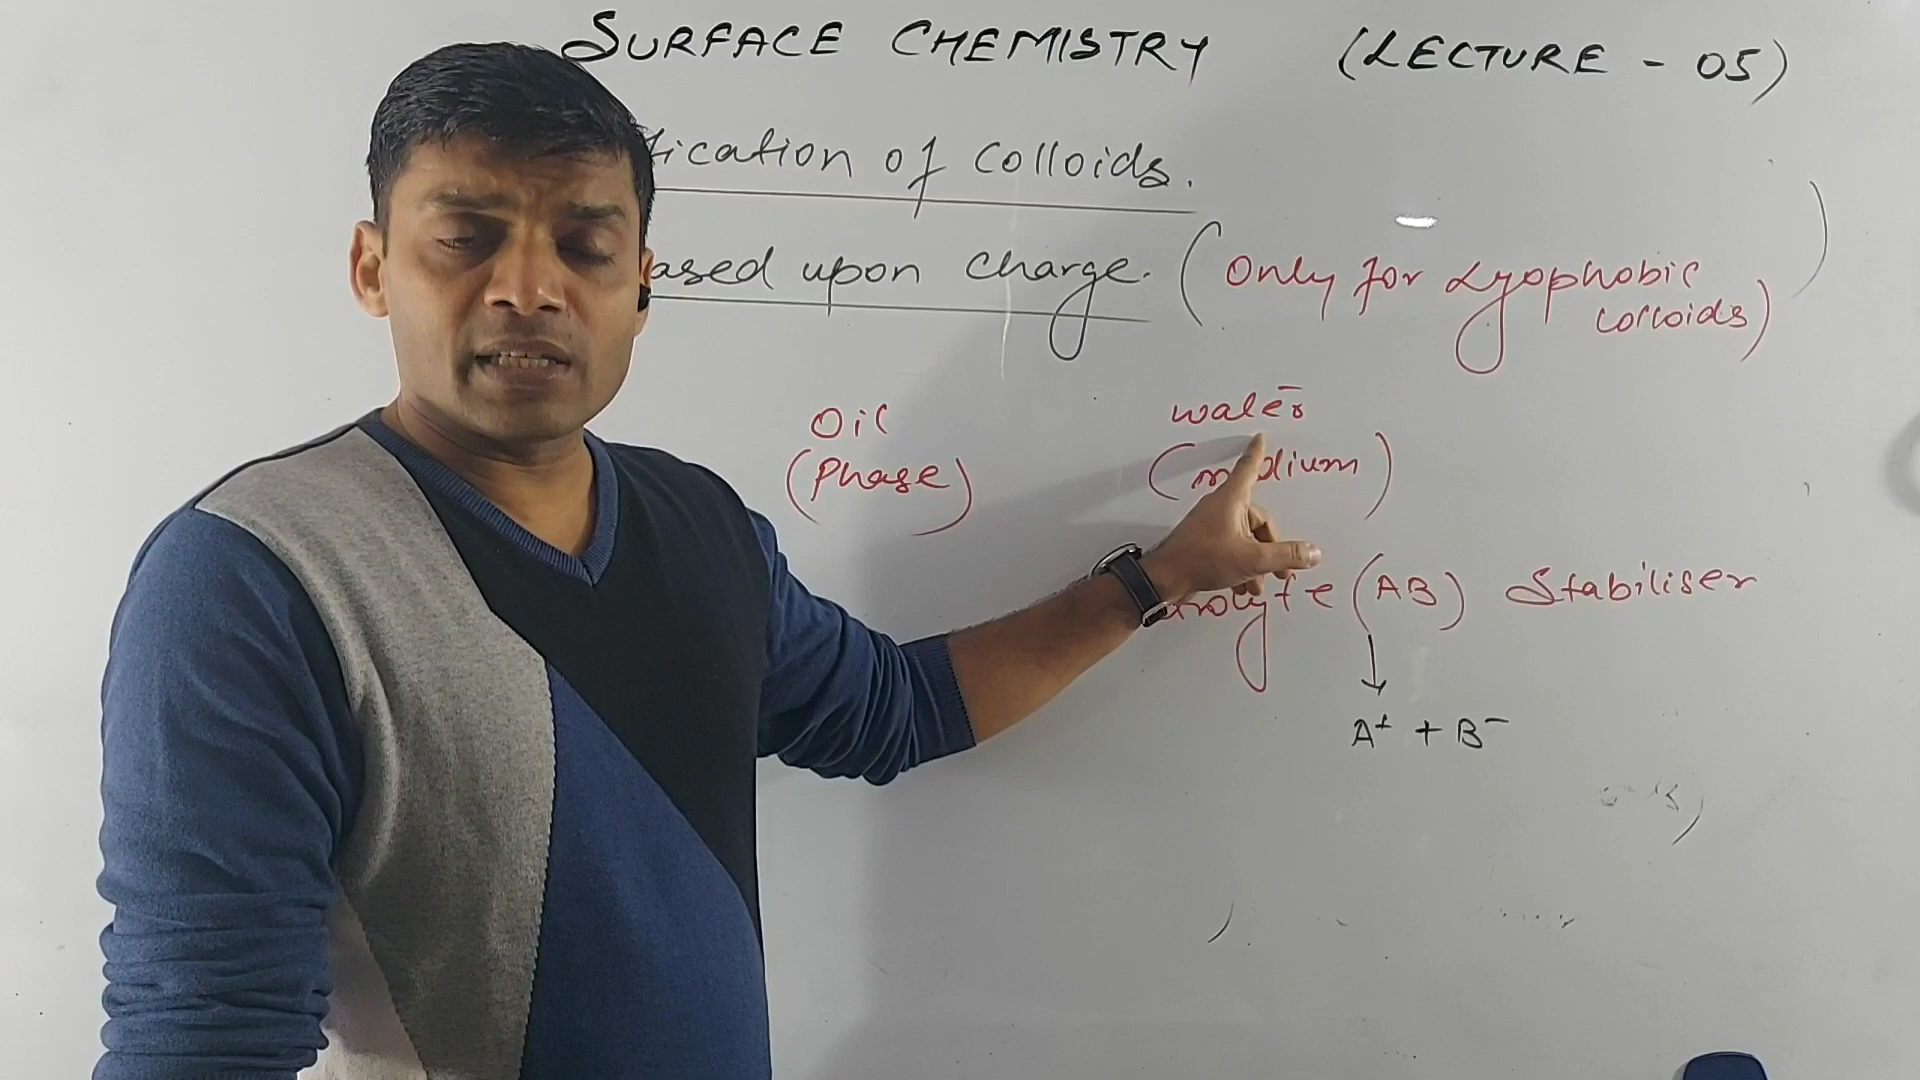 SURFACE CHEMISTRY (LECTURE - 05)
fication of colloids.
ased upon charge. (Only for Lyophobic
colloids)
Oil water
(Phase) (medium)
trolyte (AB) Stabiliser
A+ + B-